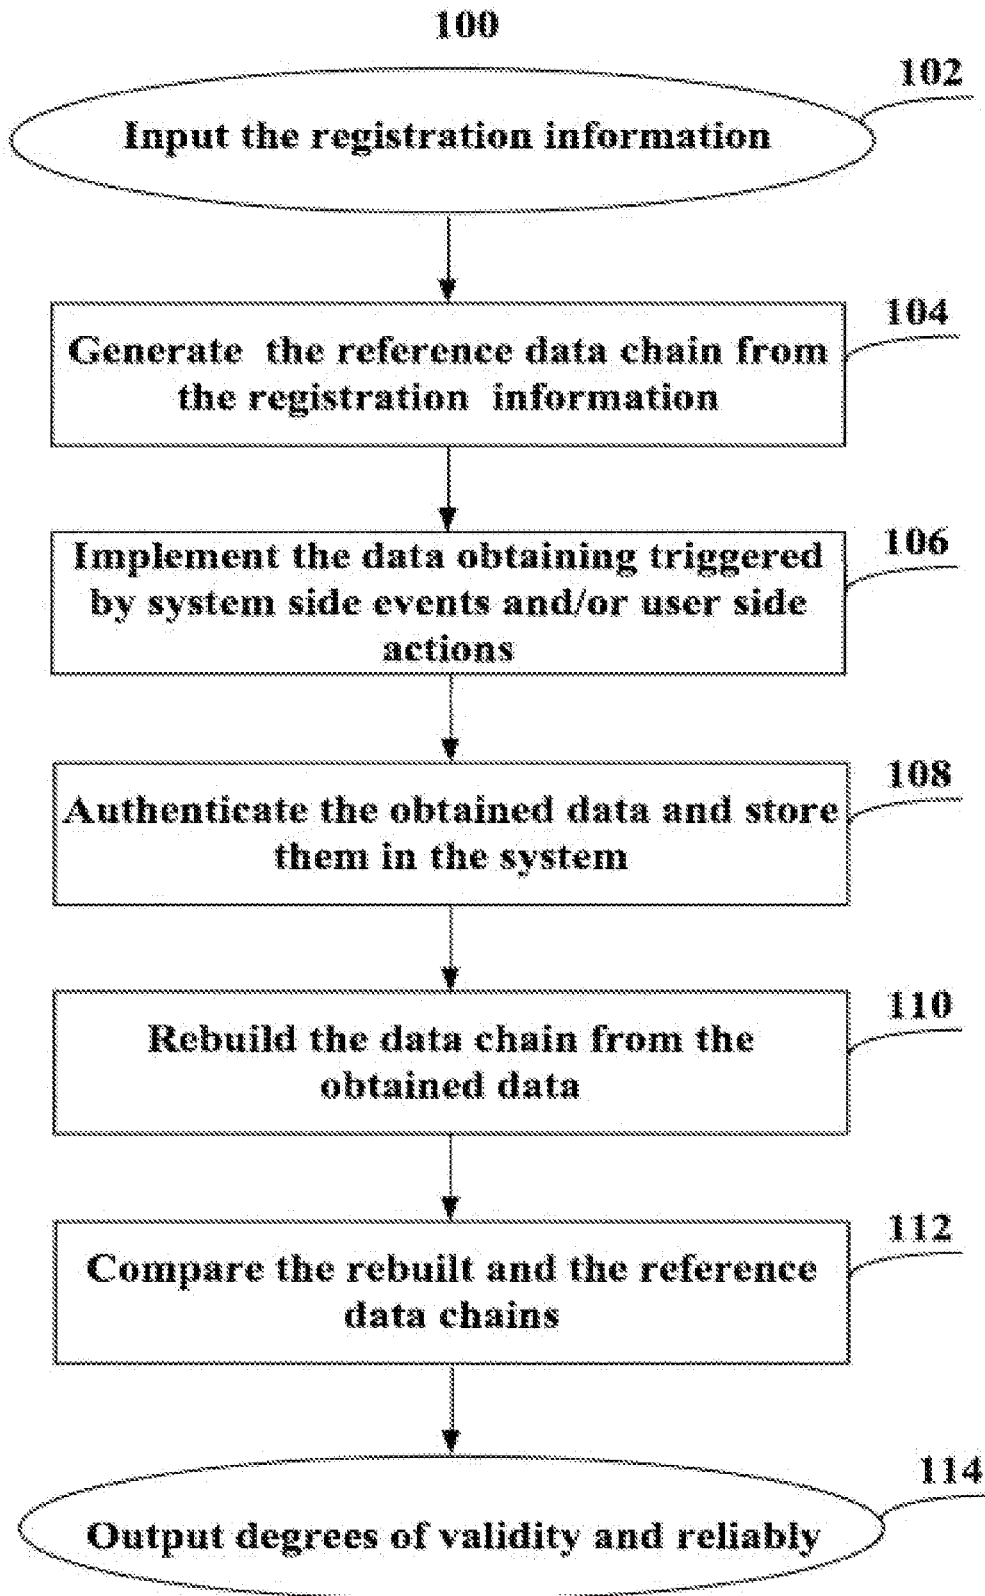 100
102
Input the registration information
104
Generate the reference data chain from
the registration information
106
Implement the data obtaining triggered
by system side events and/or user side
actions
108
Authenticate the obtained data and store
them in the system
110
Rebuild the data chain from the
obtained data
112
Compare the rebuilt and the reference
data chains
114
Output degrees of validity and reliably